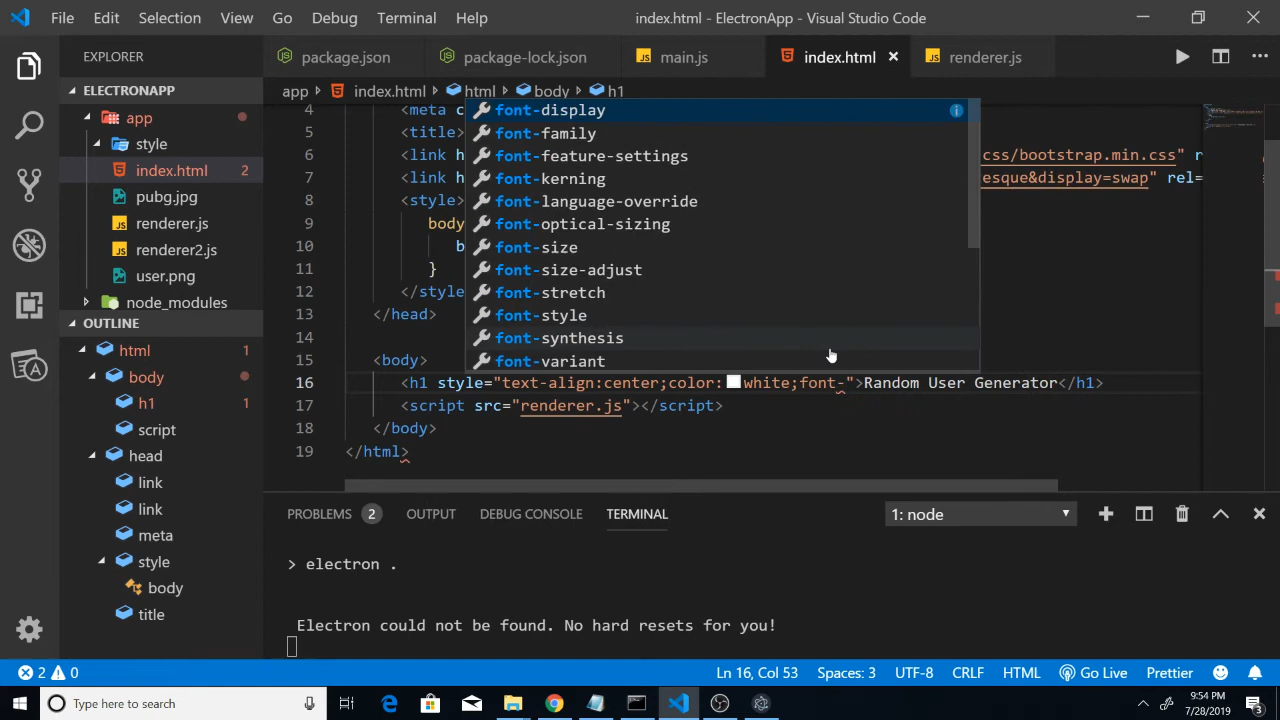 File Edit Selection View Go Debug Terminal Help index.html - ElectronApp - Visual Studio Code
EXPLORER
package.json package-lock.json main.js index.html renderer.js
ELECTRONAPP
app
style
index.html 2
pubg.jpg
renderer.js
renderer2.js
user.png
node_modules
OUTLINE
html 1
body
h1 1
script
head
link
link
meta
style
body
title
app > index.html > html > body > h1
4 <meta c
5 <title>
6 <link h css/bootstrap.min.css" r
7 <link h esque&display=swap" rel=
8 <style>
9 body
10 b
11 }
12 </style
13 </head>
14
15 <body>
16 <h1 style="text-align:center;color:white;font-">Random User Generator</h1>
17 <script src="renderer.js"></script>
18 </body>
19 </html>
font-display
font-family
font-feature-settings
font-kerning
font-language-override
font-optical-sizing
font-size
font-size-adjust
font-stretch
font-style
font-synthesis
font-variant
PROBLEMS 2 OUTPUT DEBUG CONSOLE TERMINAL 1: node
> electron .
Electron could not be found. No hard resets for you!
2 0 Ln 16, Col 53 Spaces: 3 UTF-8 CRLF HTML Go Live Prettier
Type here to search
9:54 PM
7/28/2019
3